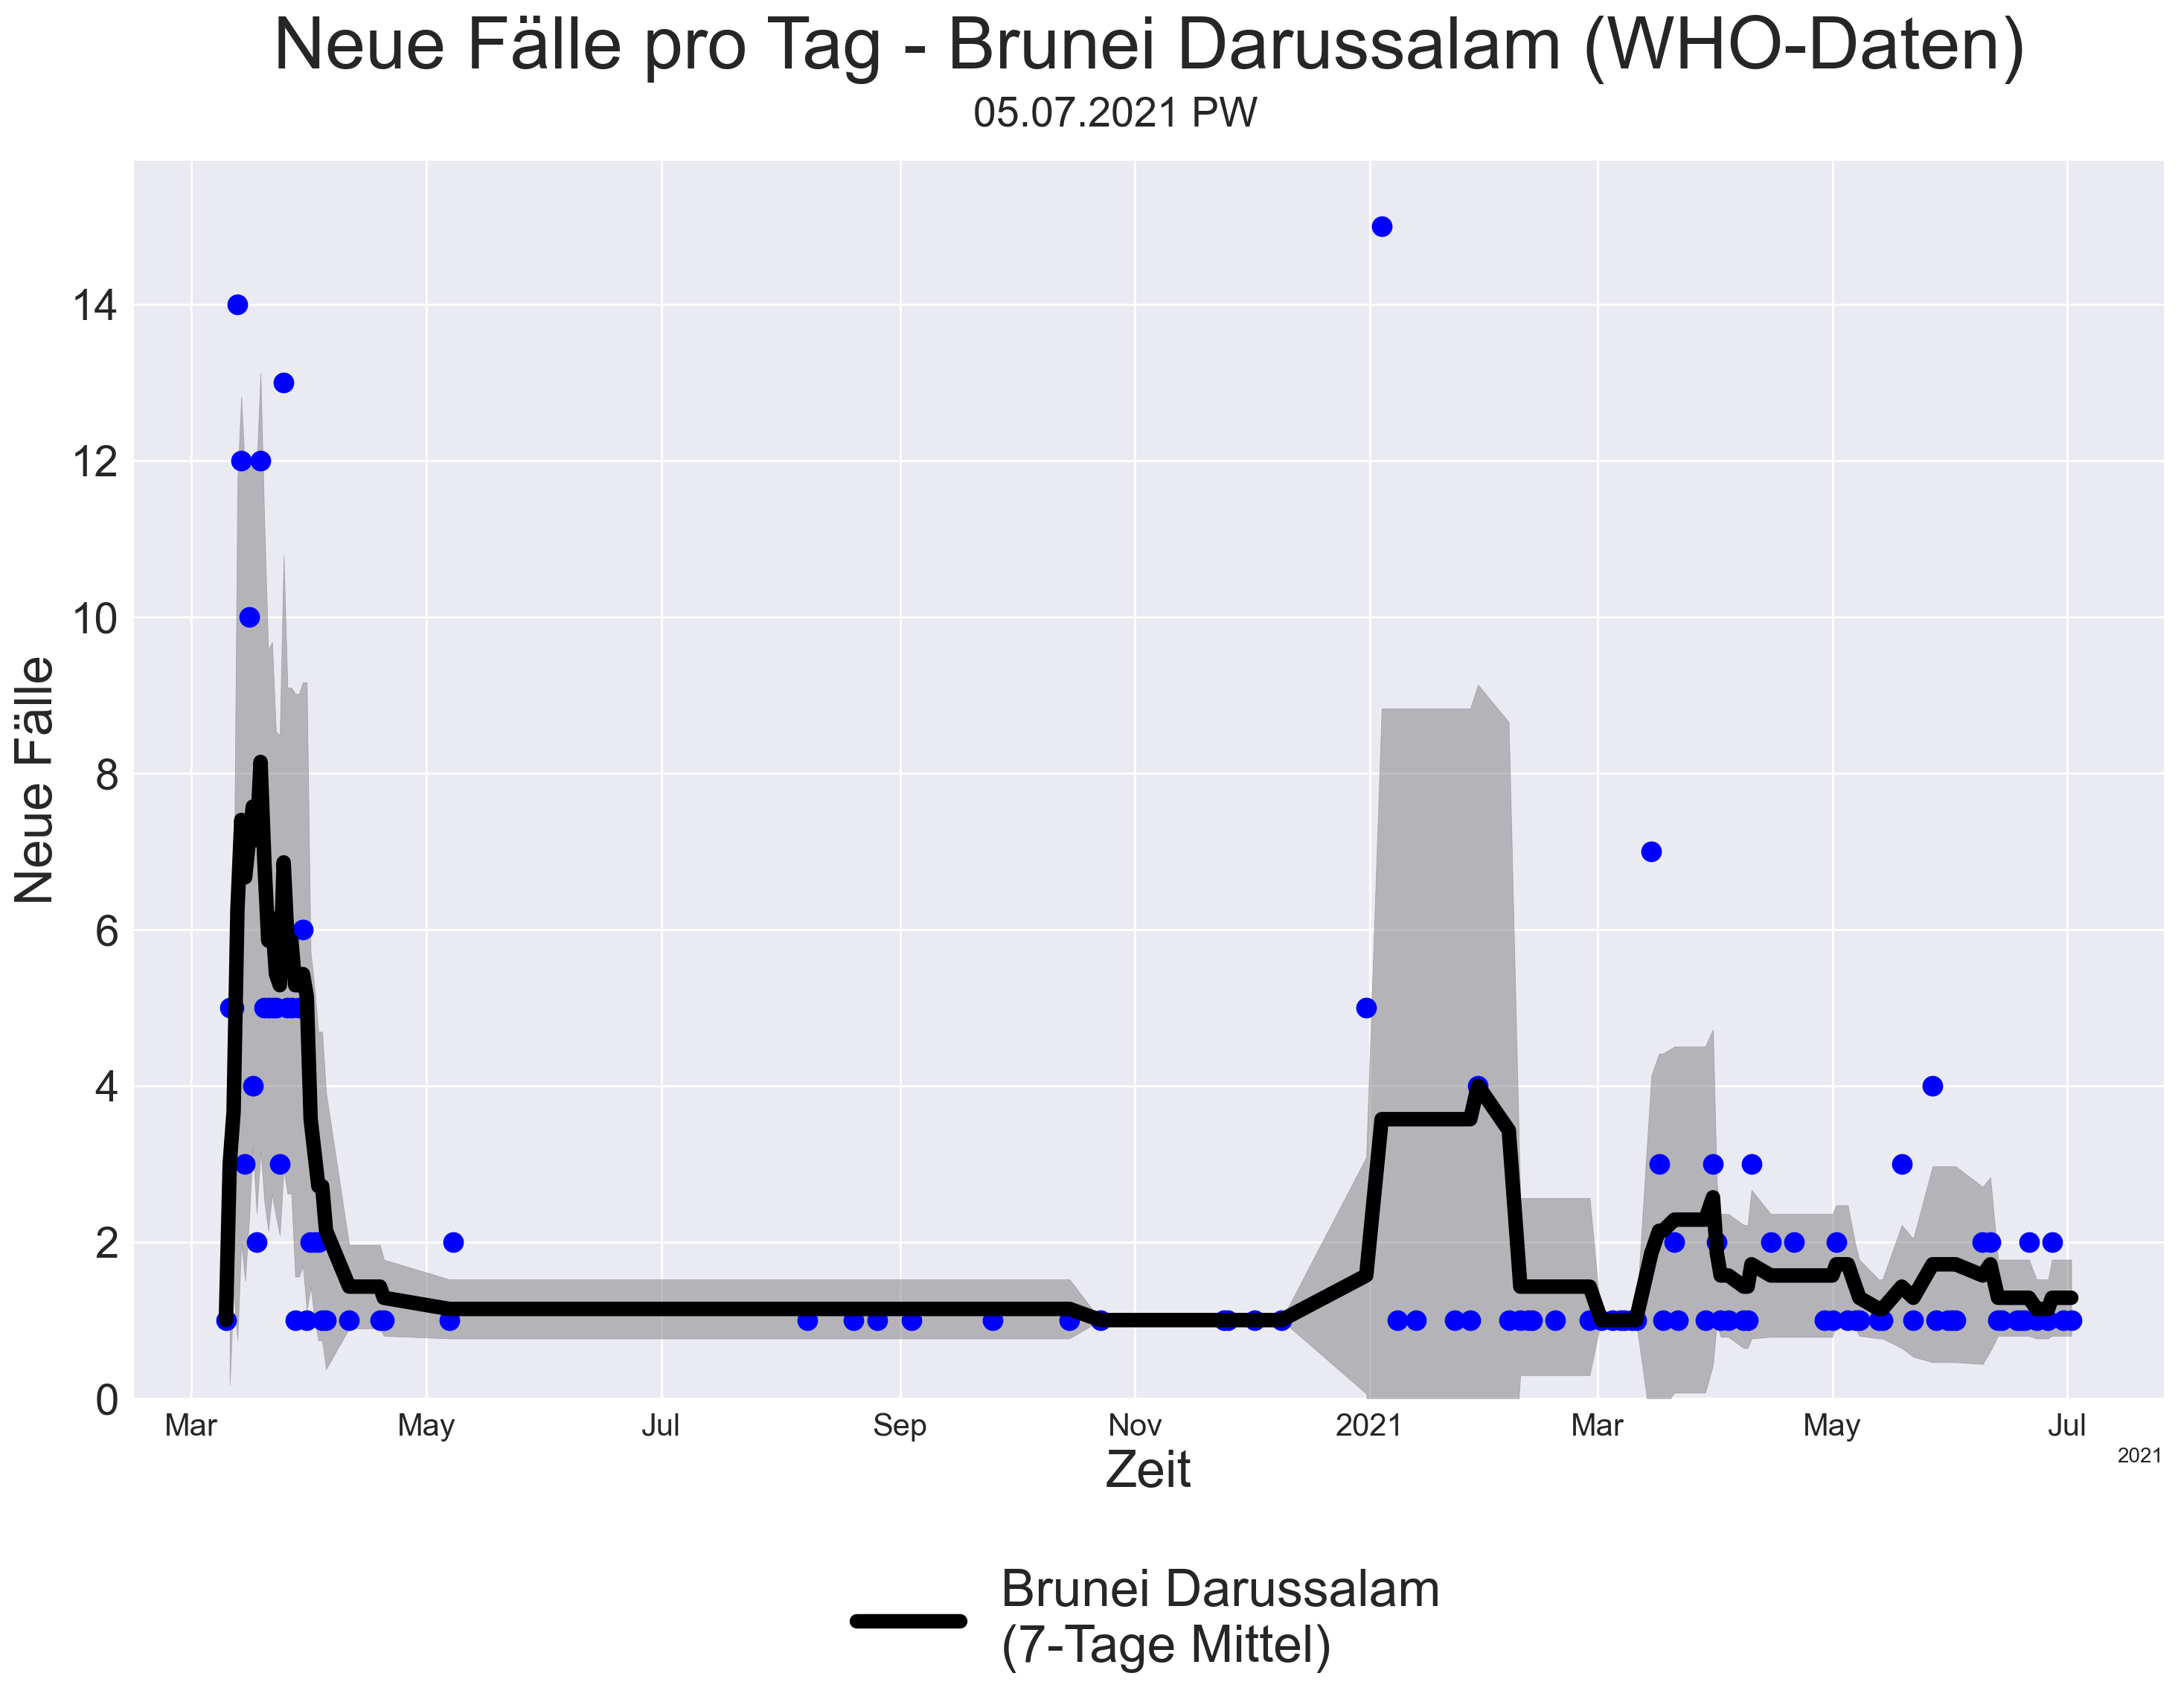 Neue Fälle pro Tag - Brunei Darussalam (WHO-Daten)
05.07.2021 PW
Neue Fälle
14
12
10
8
6
4
2
0
Mar May Jul Sep Nov 2021 Mar May Jul
2021
Zeit
Brunei Darussalam
(7-Tage Mittel)